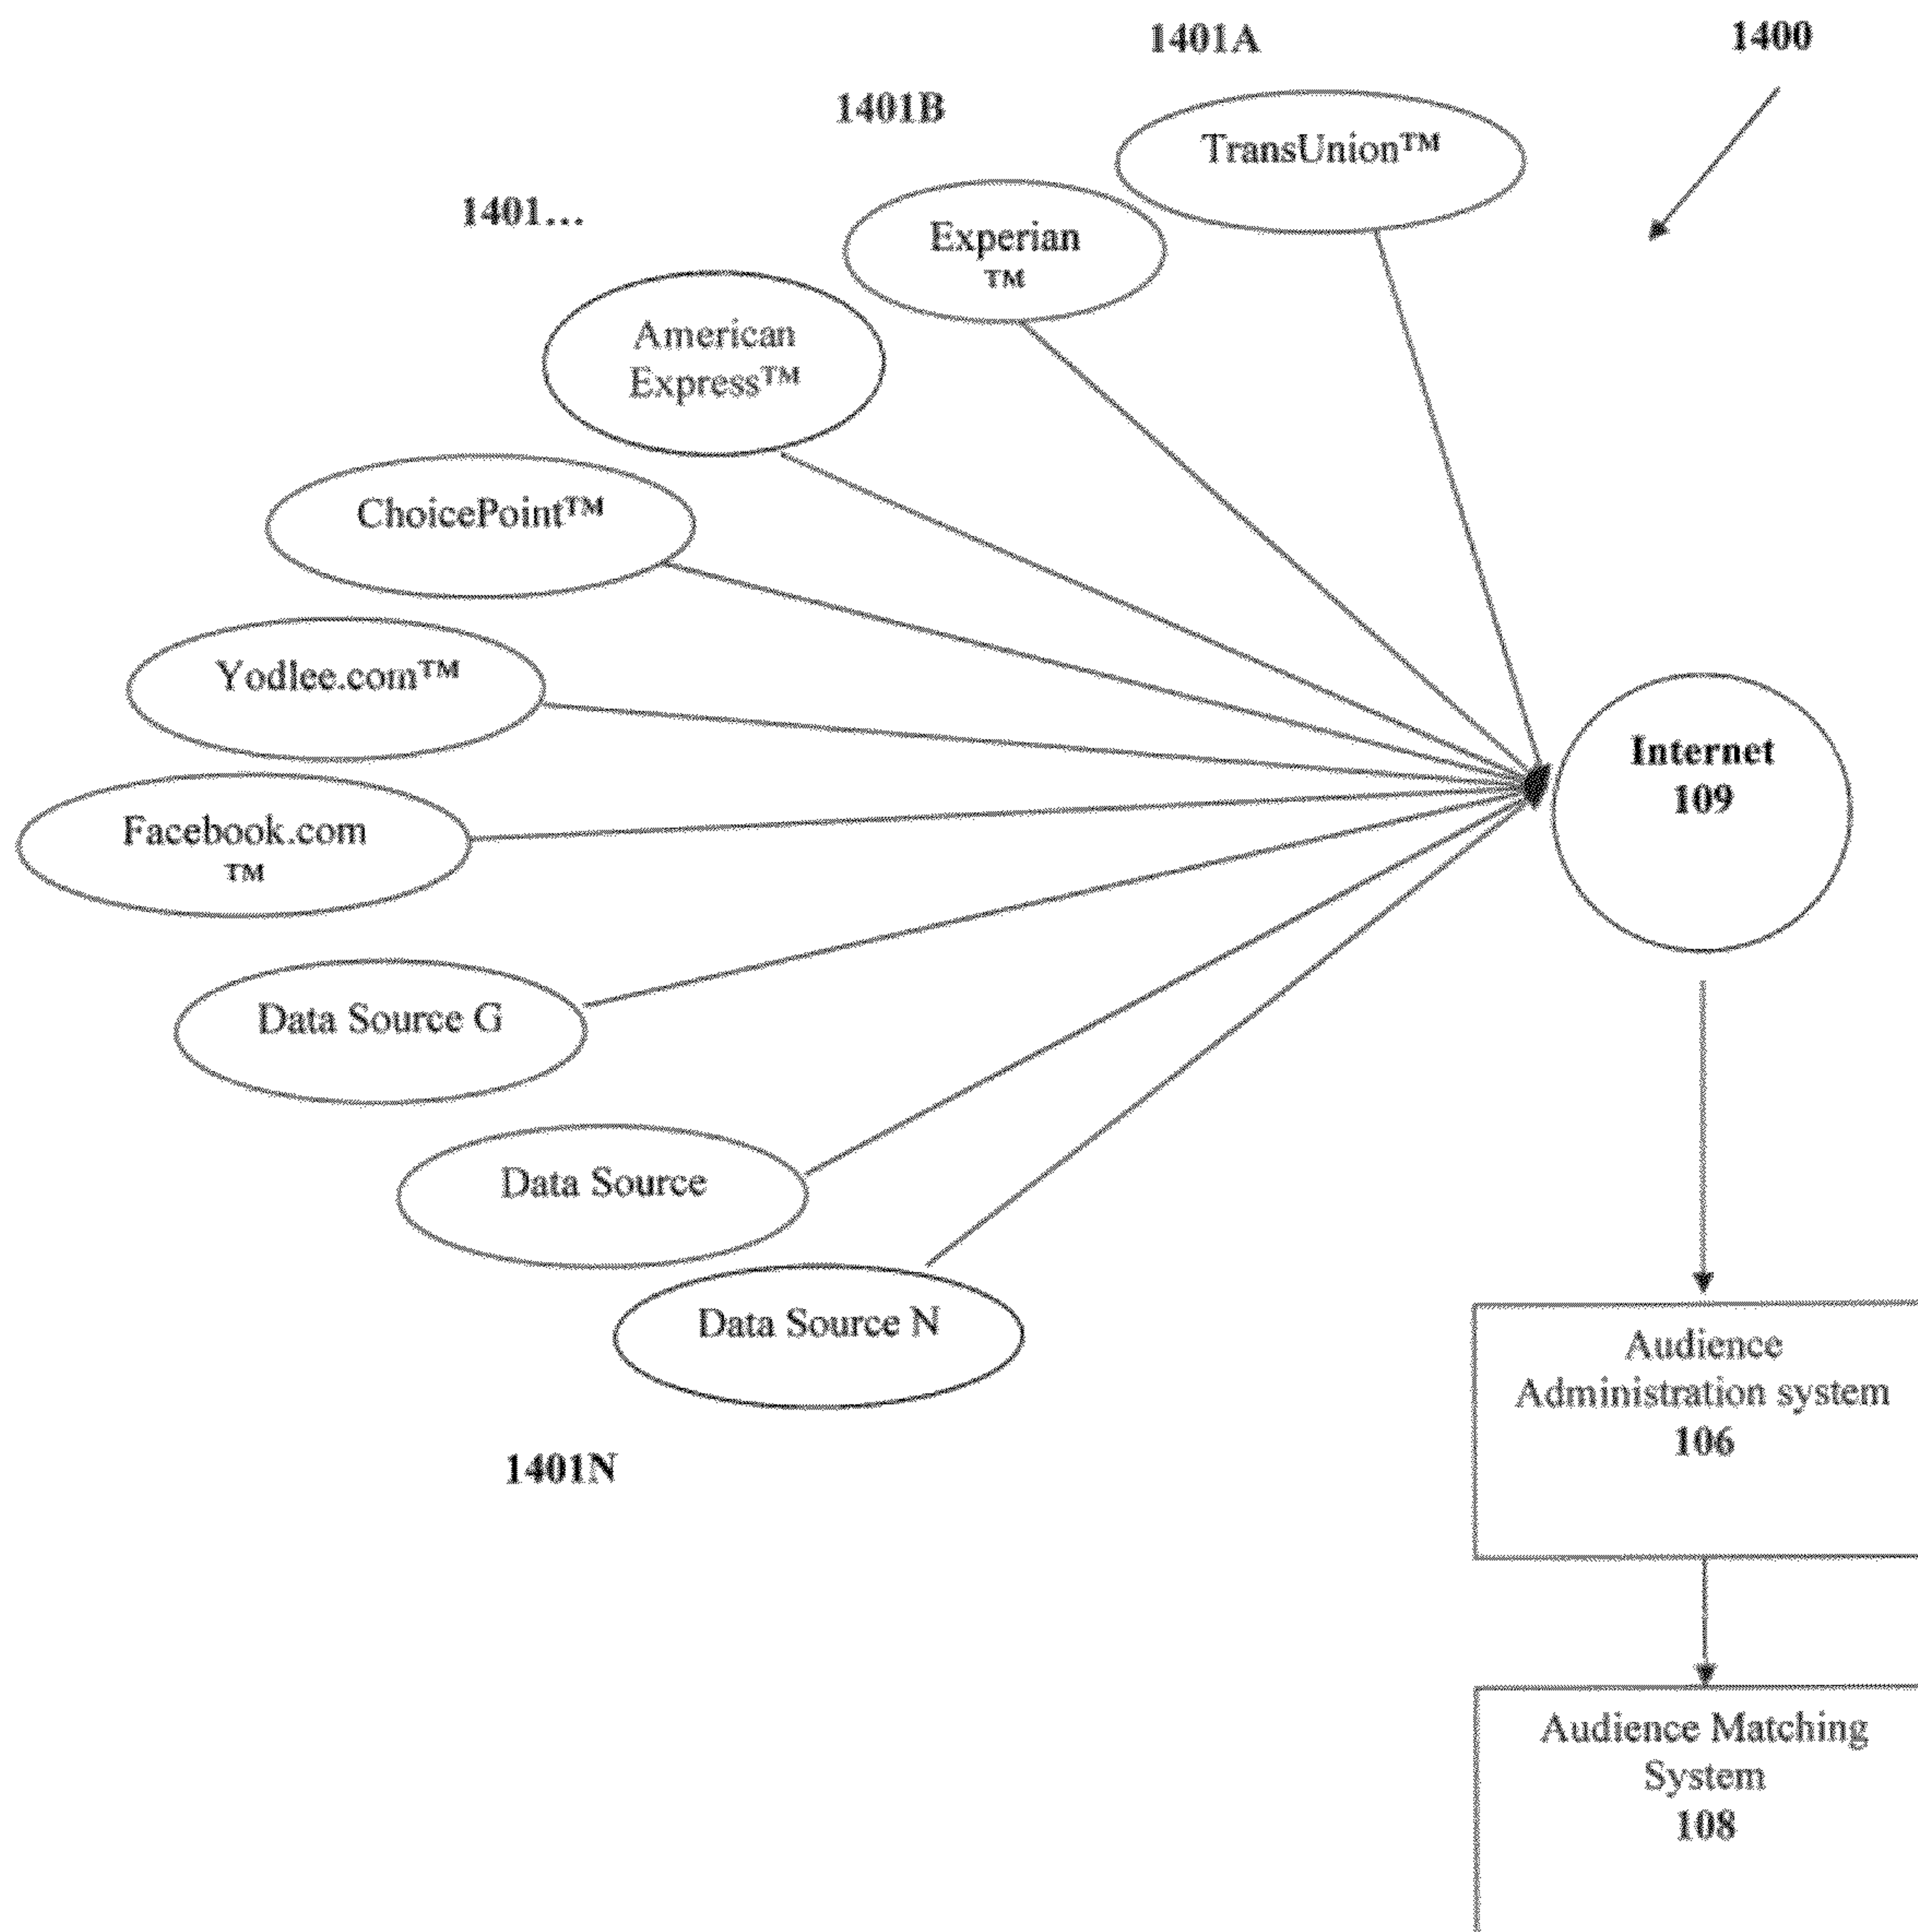 1401A
1400
1401B
TransUnion™
1401...
Experian
™
American
Express™
ChoicePoint™
Yodlee.com™
Internet
109
Facebook.com
™
Data Source G
Data Source
Data Source N
Audience
Administration system
106
1401N
Audience Matching
System
108